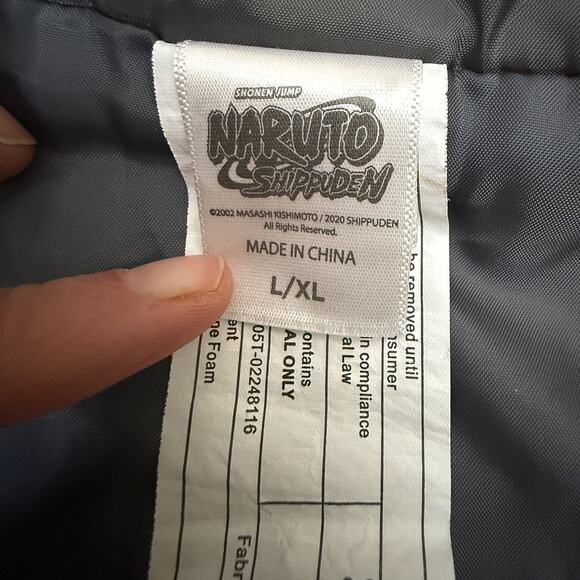 SHONEN JUMP
NARUTO
SHIPPUDEN
©2002 MASASHI KISHIMOTO / 2020 SHIPPUDEN
All Rights Reserved.
MADE IN CHINA
L/XL
be removed until
nsumer
in compliance
al Law
ontains
AL ONLY
05T-02248116
ent
ne Foam
Fabr